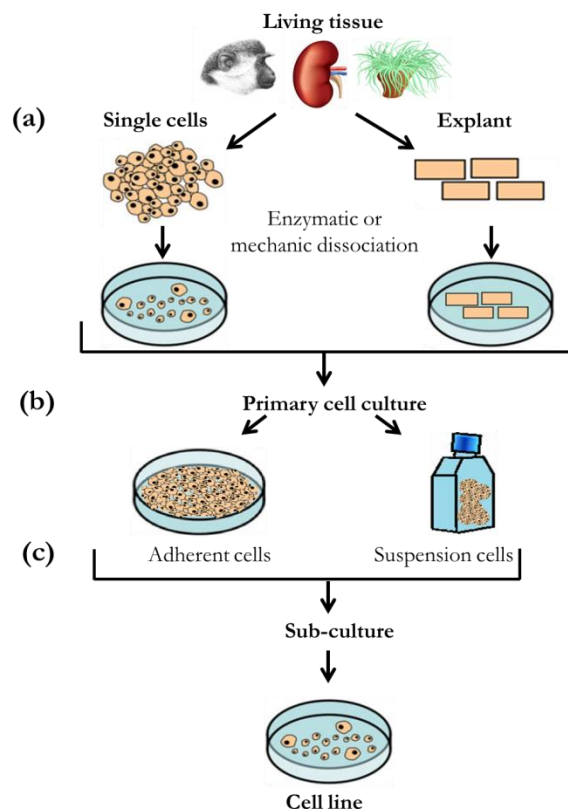 Living tissue
(a)
Single cells
Explant
Enzymatic or
mechanic dissociation
(b)
Primary cell culture
(c)
Adherent cells
Suspension cells
Sub-culture
Cell line